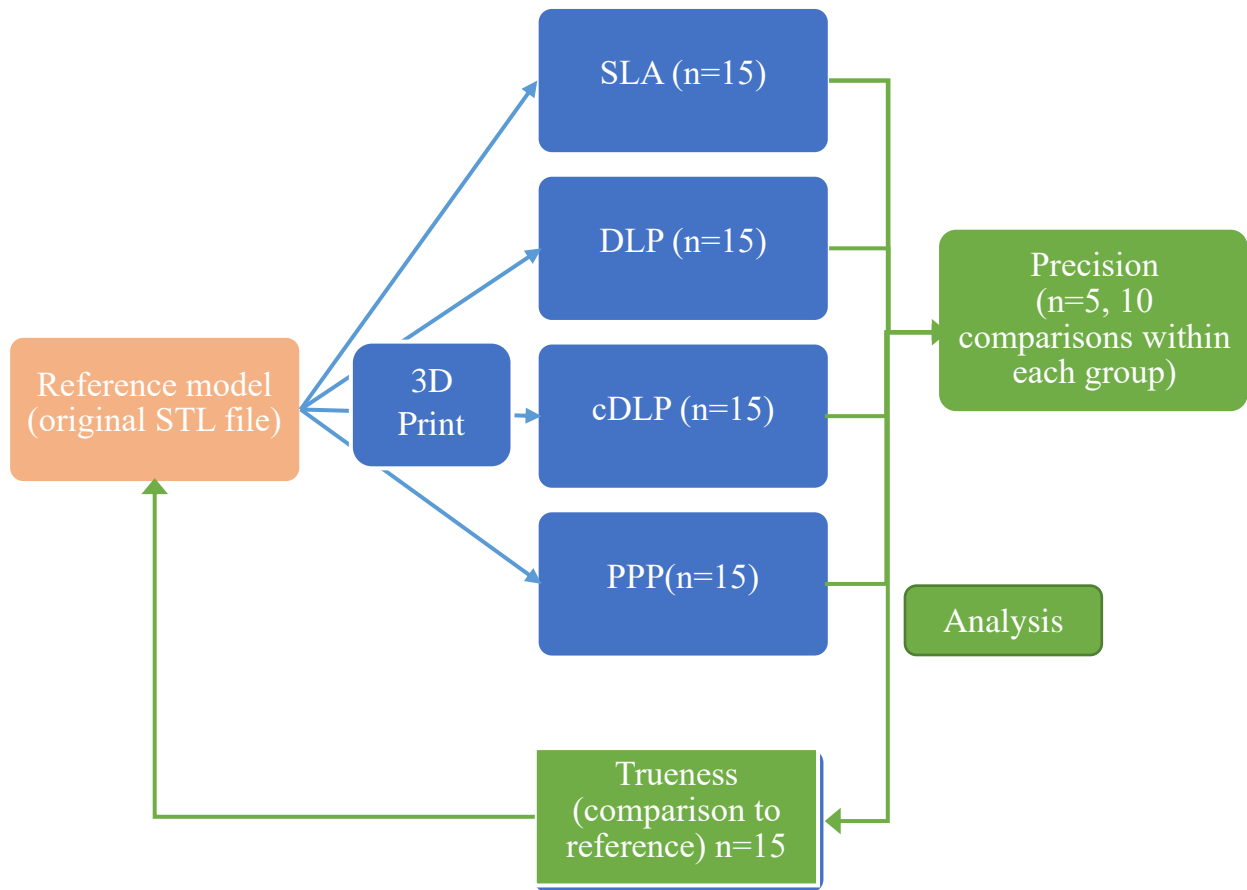 SLA (n=15)
DLP (n=15)
Precision
(n=5, 10
comparisons within
each group)
Reference model
(original STL file)
3D
Print
cDLP (n=15)
PPP(n=15)
Analysis
Trueness
(comparison to
reference) n=15